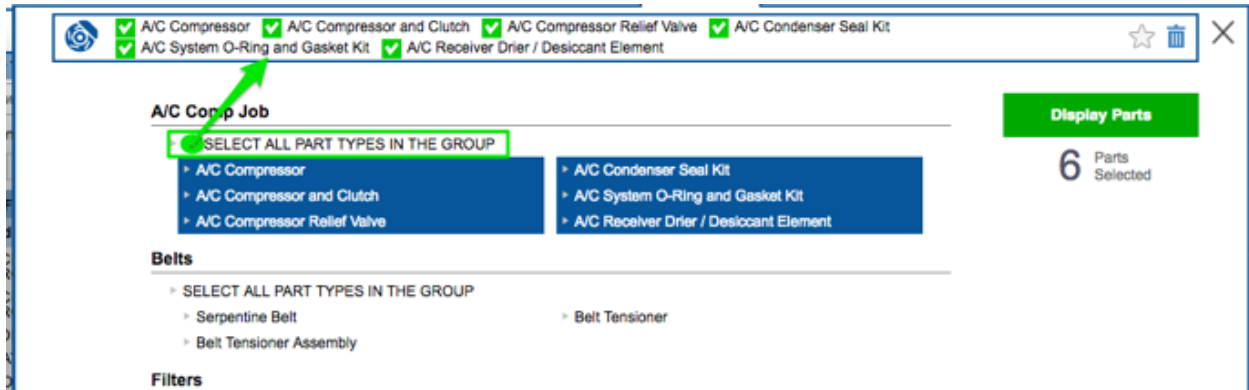 A/C Compressor A/C Compressor and Clutch A/C Compressor Relief Valve A/C Condenser Seal Kit
A/C System O-Ring and Gasket Kit A/C Receiver Drier / Desiccant Element
A/C Comp Job
Display Parts
SELECT ALL PART TYPES IN THE GROUP
6 Parts Selected
A/C Compressor A/C Condenser Seal Kit
A/C Compressor and Clutch A/C System O-Ring and Gasket Kit
A/C Compressor Relief Valve A/C Receiver Drier / Desiccant Element
Belts
SELECT ALL PART TYPES IN THE GROUP
Serpentine Belt Belt Tensioner
Belt Tensioner Assembly
Filters